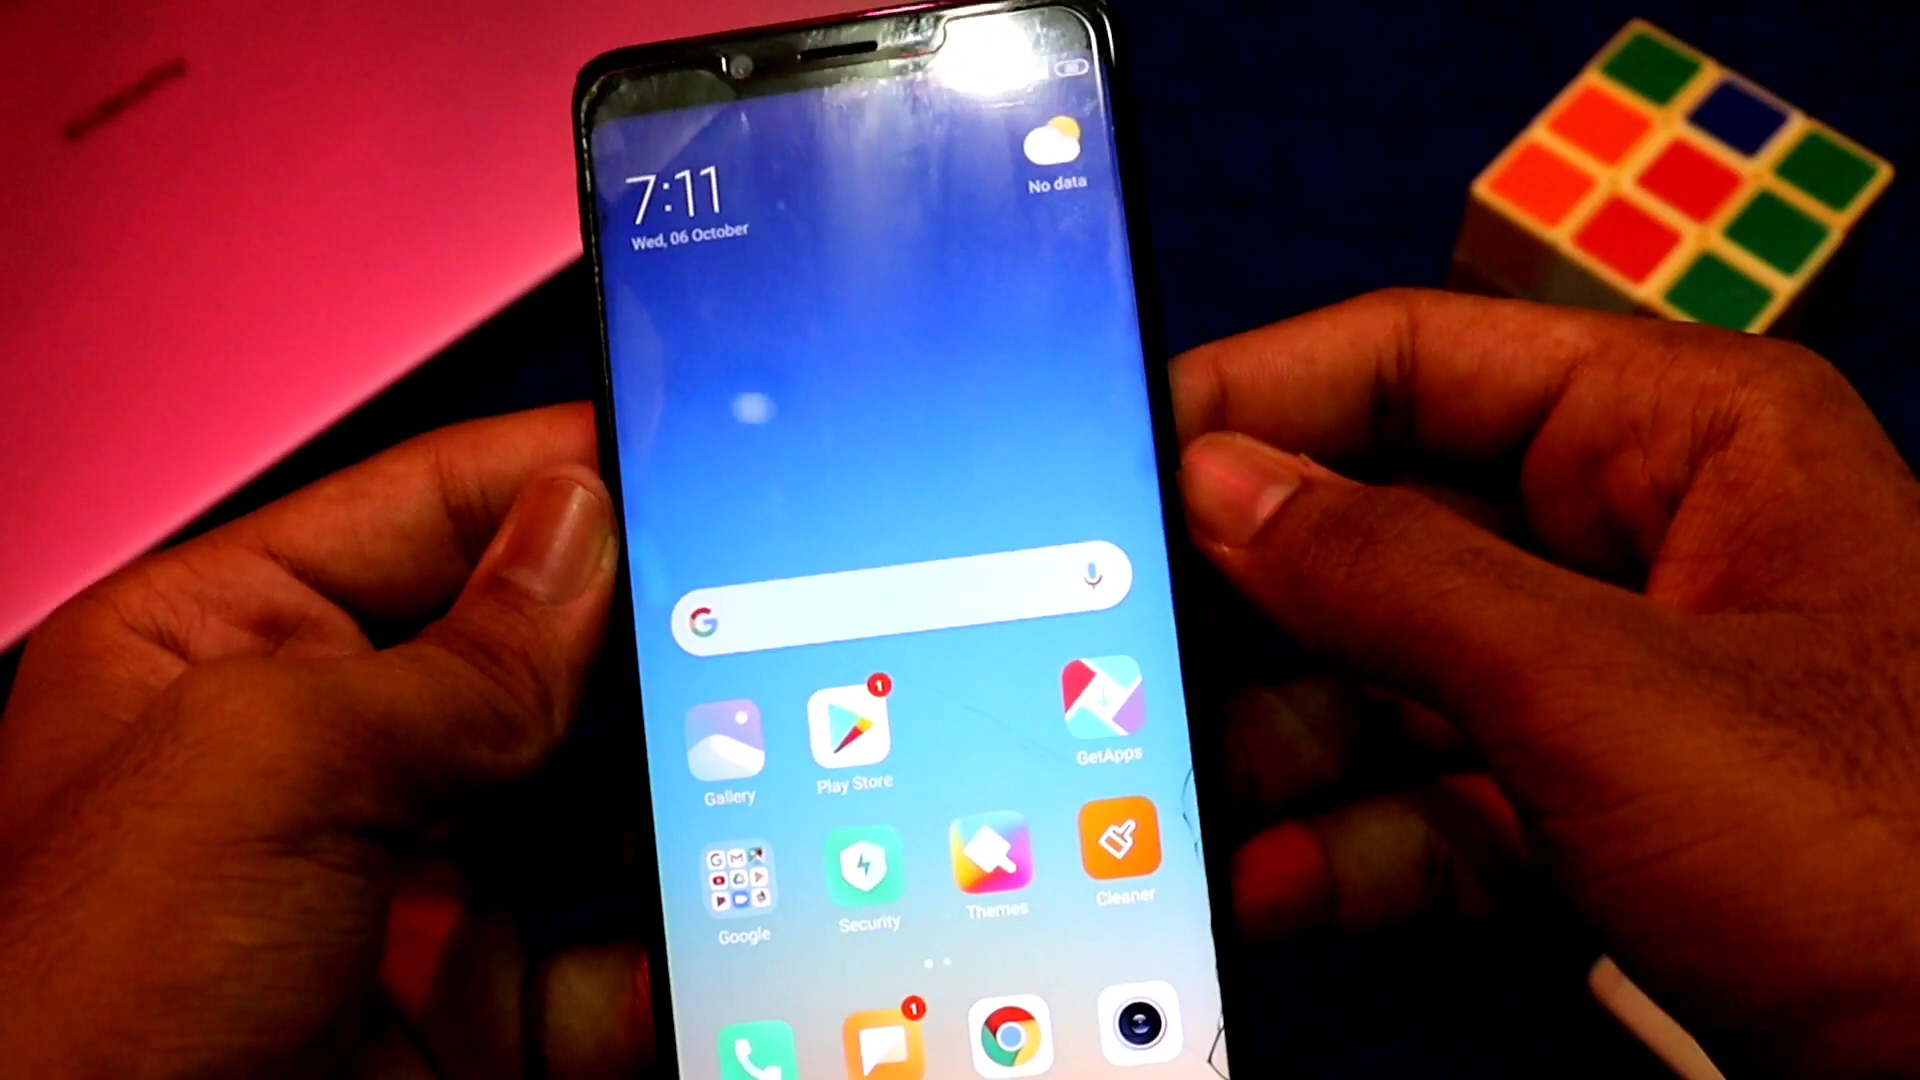 7:11
Wed, 06 October
No data
G
1
Gallery
Play Store
GetApps
Google
Security
Themes
Cleaner
1